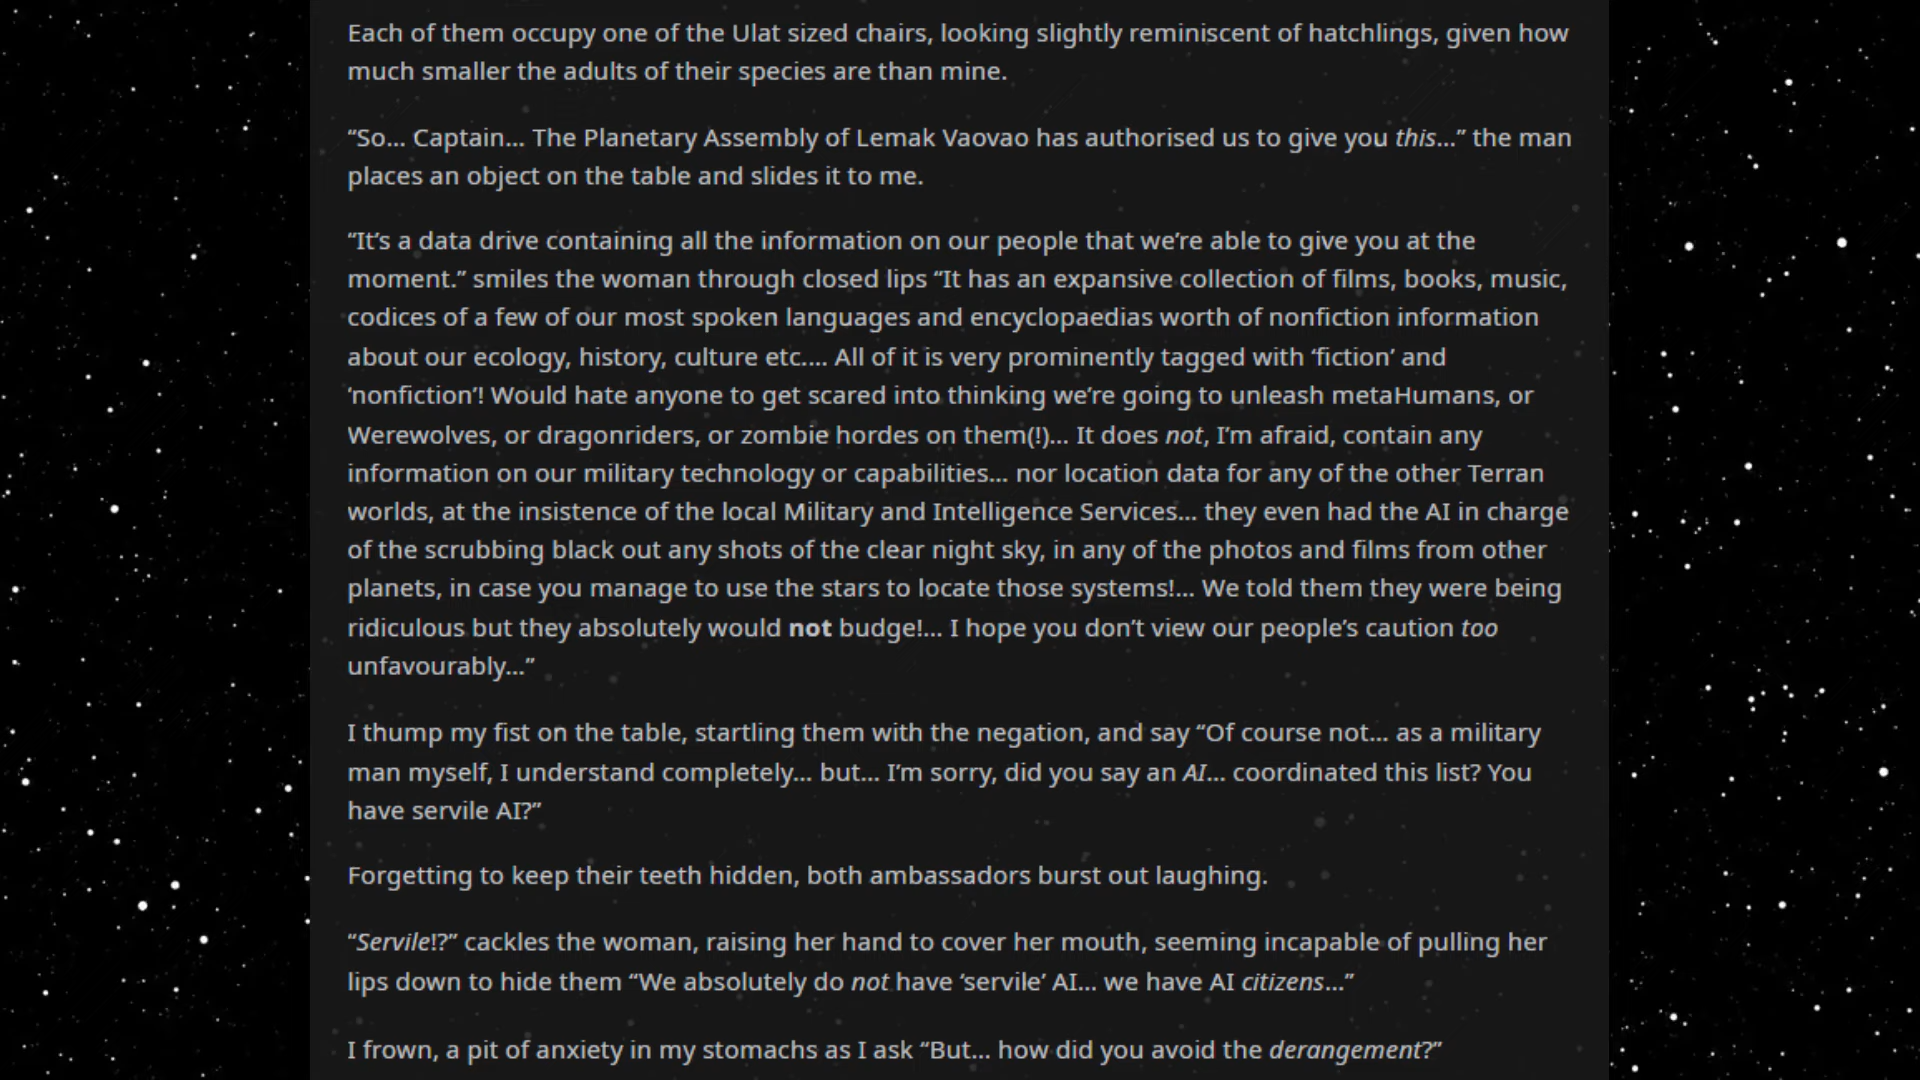 Each of them occupy one of the Ulat sized chairs, looking slightly reminiscent of hatchlings, given how
much smaller the adults of their species are than mine.
“So… Captain… The Planetary Assembly of Lemak Vaovao has authorised us to give you this…” the man
places an object on the table and slides it to me.
“It’s a data drive containing all the information on our people that we’re able to give you at the
moment.” smiles the woman through closed lips “It has an expansive collection of films, books, music,
codices of a few of our most spoken languages and encyclopaedias worth of nonfiction information
about our ecology, history, culture etc.… All of it is very prominently tagged with ‘fiction’ and
‘nonfiction’! Would hate anyone to get scared into thinking we’re going to unleash metaHumans, or
Werewolves, or dragonriders, or zombie hordes on them(!)… It does not, I’m afraid, contain any
information on our military technology or capabilities… nor location data for any of the other Terran
worlds, at the insistence of the local Military and Intelligence Services… they even had the AI in charge
of the scrubbing black out any shots of the clear night sky, in any of the photos and films from other
planets, in case you manage to use the stars to locate those systems!… We told them they were being
ridiculous but they absolutely would not budge!… I hope you don’t view our people’s caution too
unfavourably…”
I thump my fist on the table, startling them with the negation, and say “Of course not… as a military
man myself, I understand completely… but… I’m sorry, did you say an AI… coordinated this list? You
have servile AI?”
Forgetting to keep their teeth hidden, both ambassadors burst out laughing.
“Servile!?” cackles the woman, raising her hand to cover her mouth, seeming incapable of pulling her
lips down to hide them “We absolutely do not have ‘servile’ AI… we have AI citizens…”
I frown, a pit of anxiety in my stomachs as I ask “But… how did you avoid the derangement?”